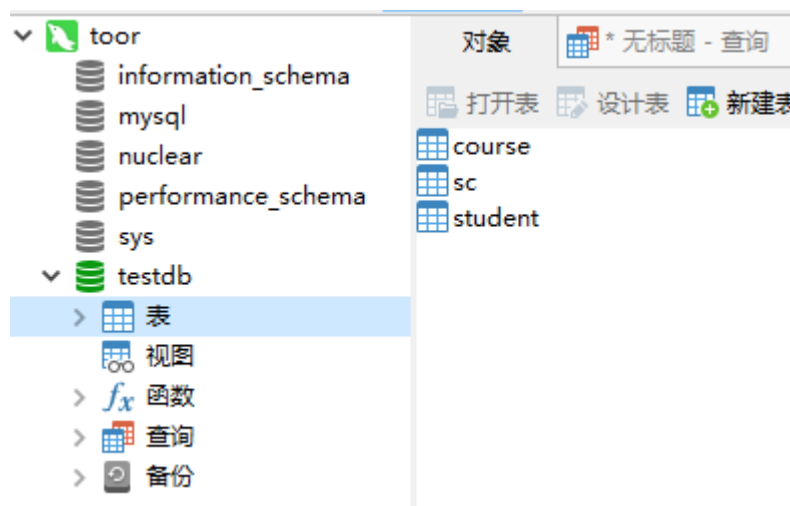 toor
information_schema
mysql
nuclear
performance_schema
sys
testdb
表
视图
fx 函数
查询
备份
对象 * 无标题 - 查询
打开表 设计表 新建表
course
sc
student